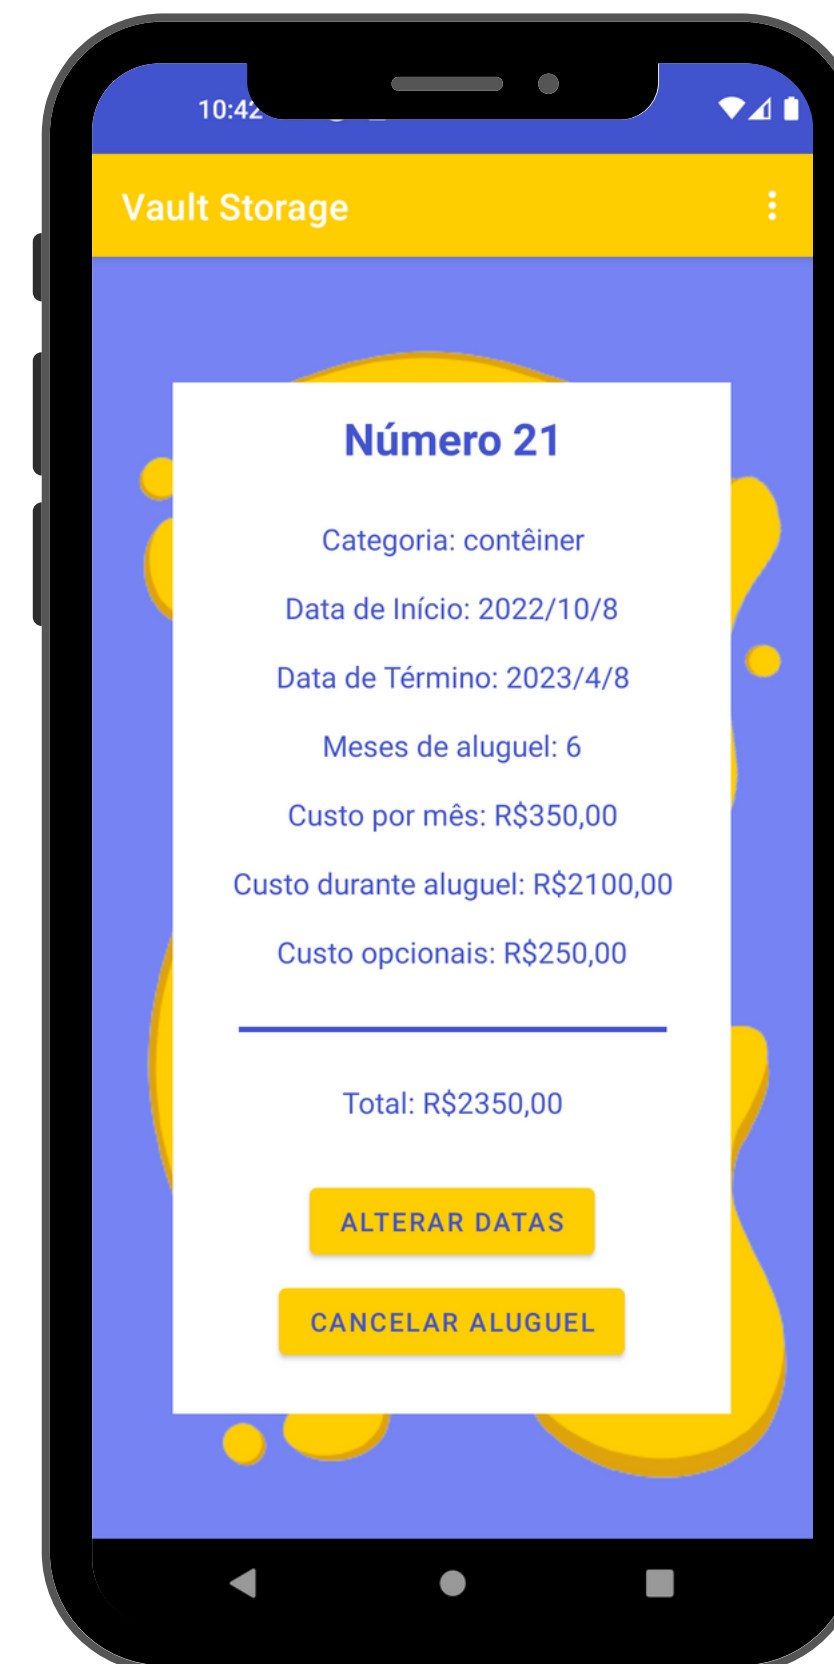 10:42
Vault Storage
Número 21
Categoria: contêiner
Data de Início: 2022/10/8
Data de Término: 2023/4/8
Meses de aluguel: 6
Custo por mês: R$350,00
Custo durante aluguel: R$2100,00
Custo opcionais: R$250,00
Total: R$2350,00
ALTERAR DATAS
CANCELAR ALUGUEL